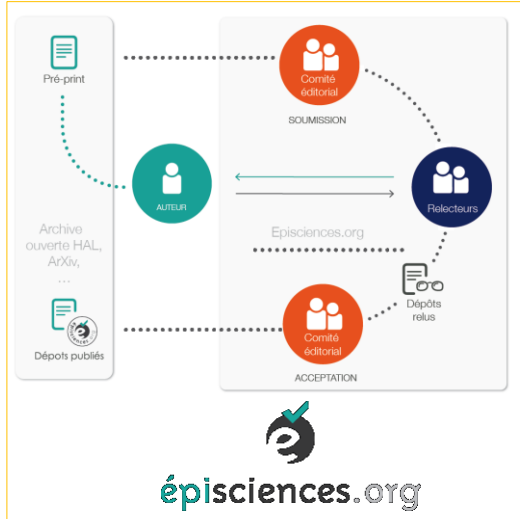 Pré-print
Comité
éditorial
SOUMISSION
AUTEUR
Relecteurs
Archive
ouverte HAL,
ArXiv,
...
Episciences.org
Dépôts
relus
Dépots publiés
Comité
éditorial
ACCEPTATION
épisciences.org